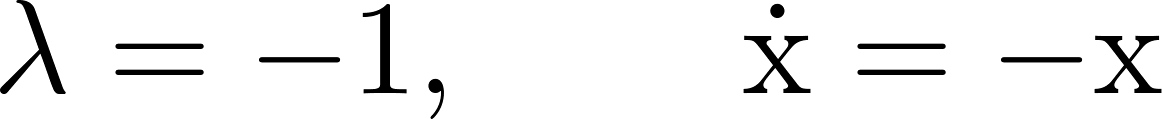 λ = −1, ẋ = −x